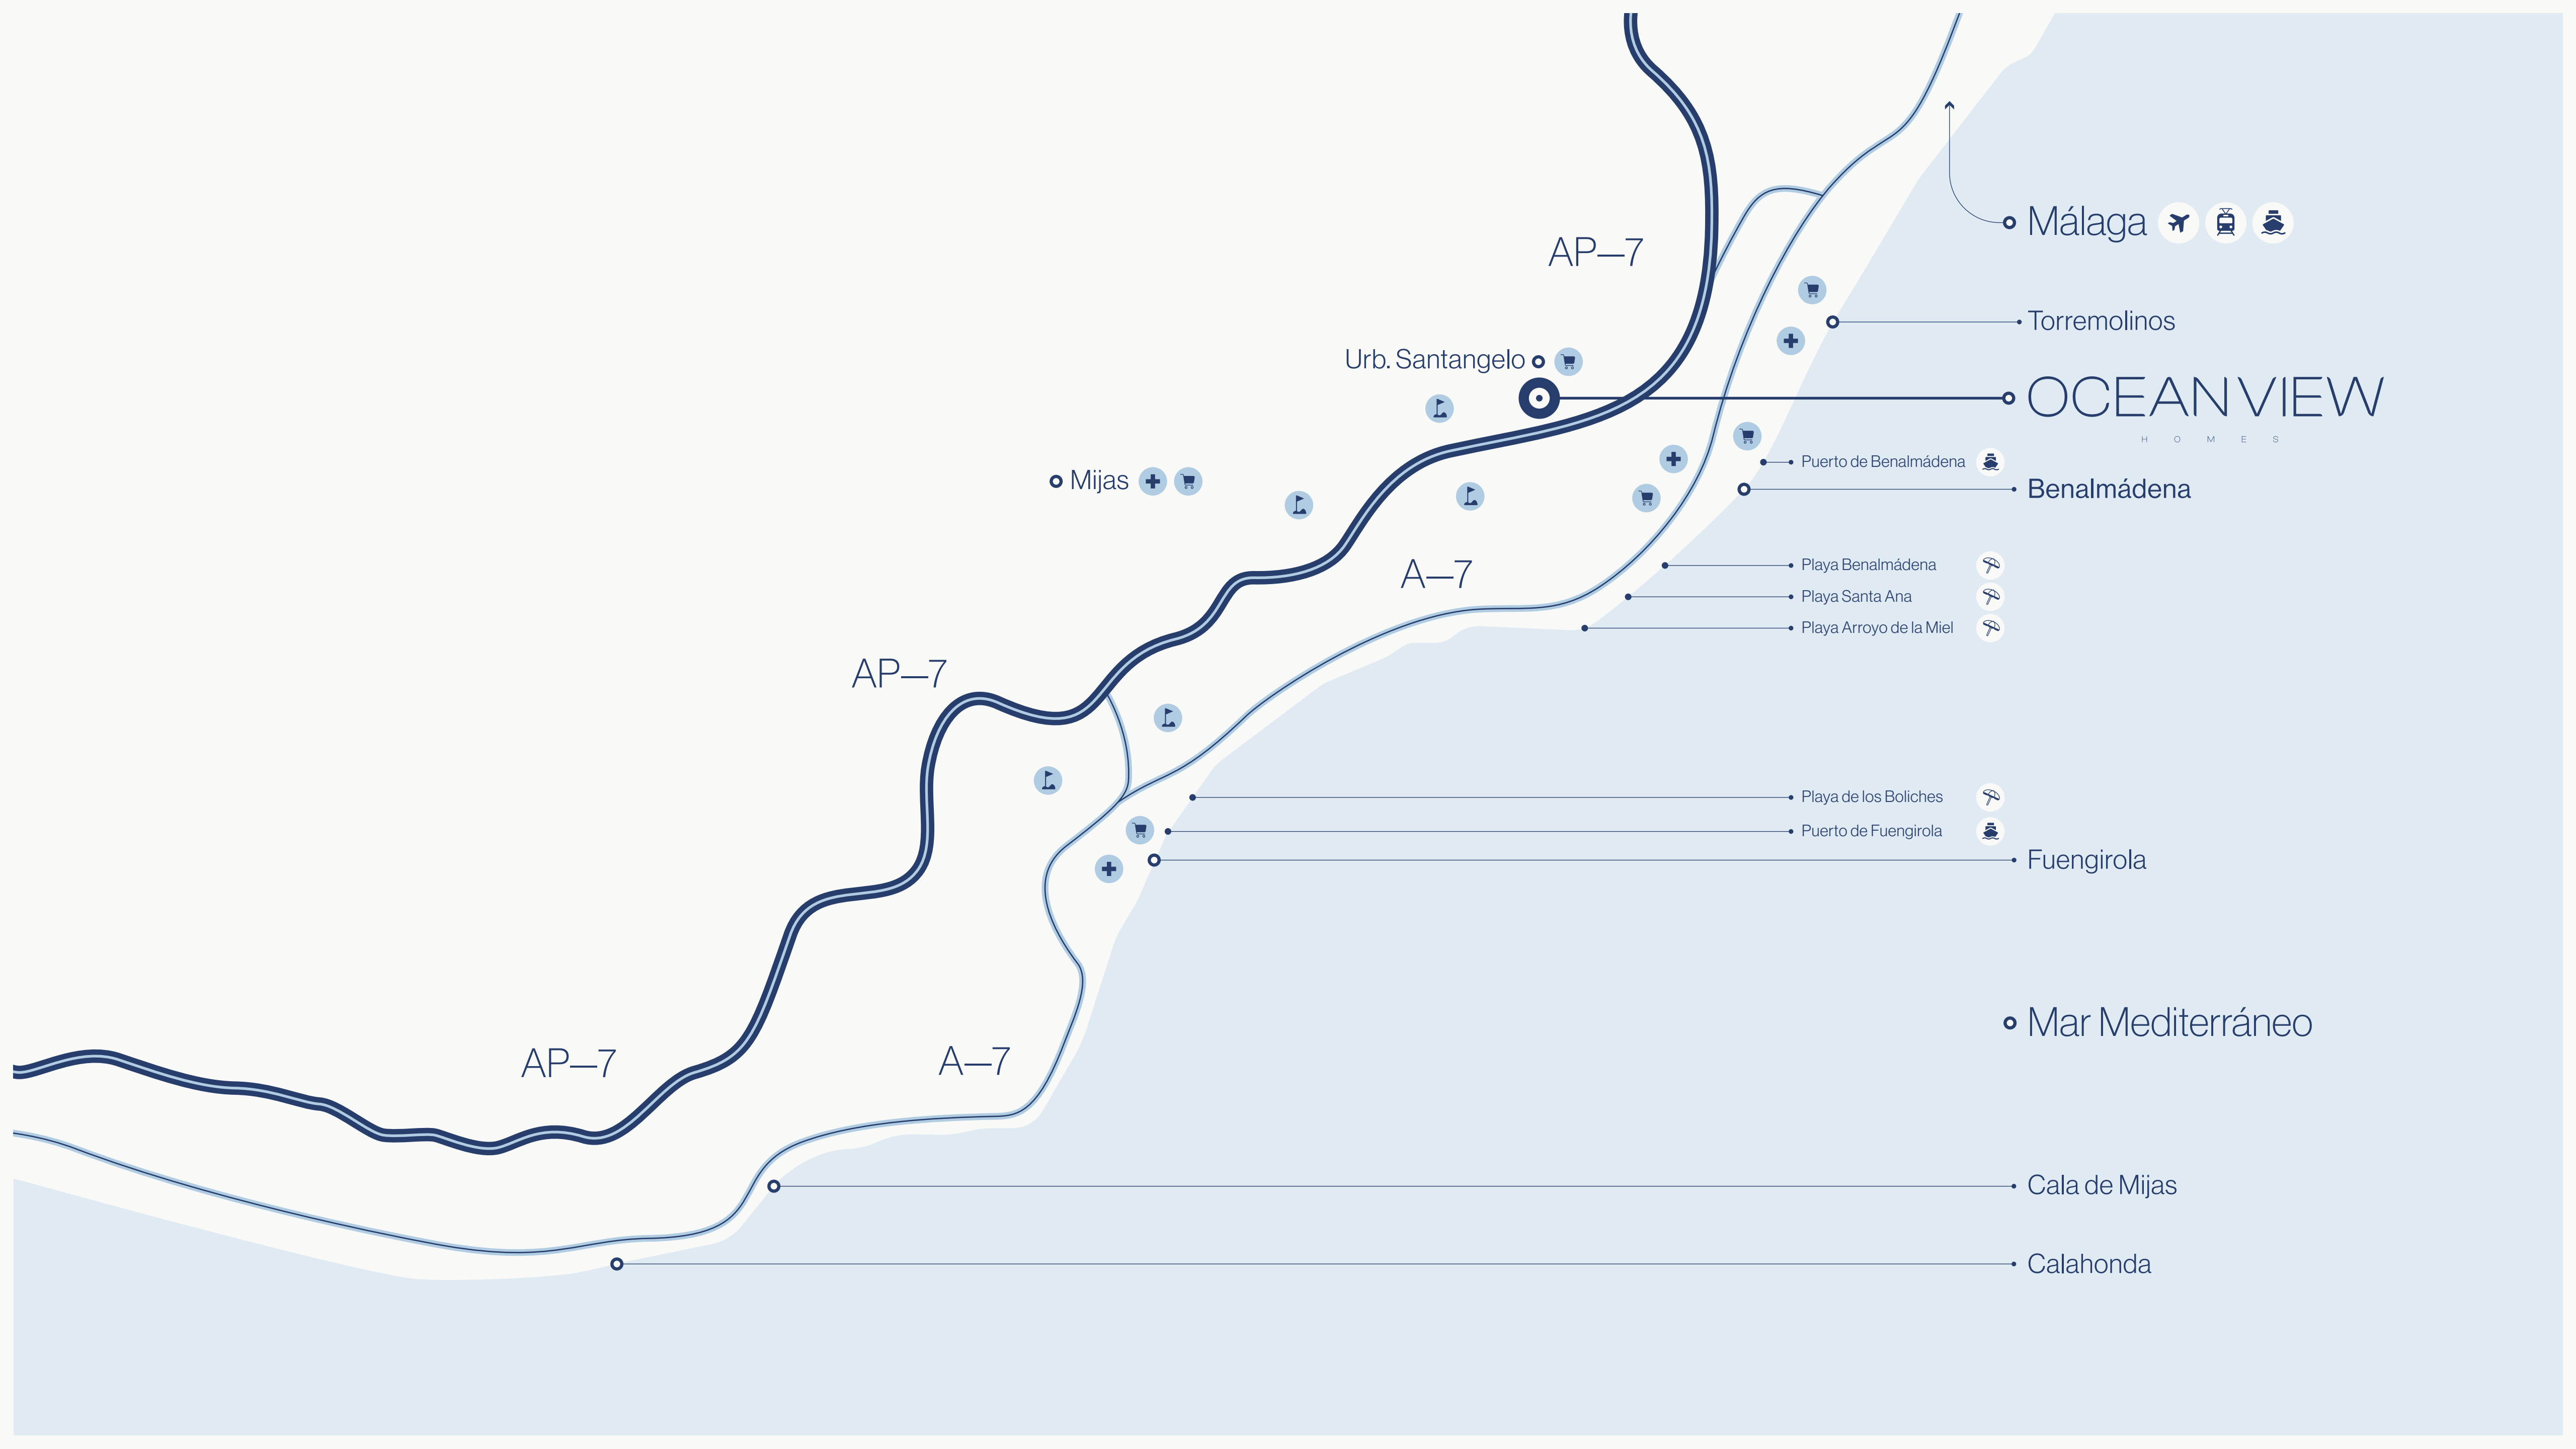 Málaga
AP—7
Torremolinos
Urb. Santangelo
OCEANVIEW
HOMES
Puerto de Benalmádena
Mijas
Benalmádena
Playa Benalmádena
A—7
Playa Santa Ana
Playa Arroyo de la Miel
AP—7
Playa de los Boliches
Puerto de Fuengirola
Fuengirola
Mar Mediterráneo
AP—7
A—7
Cala de Mijas
Calahonda